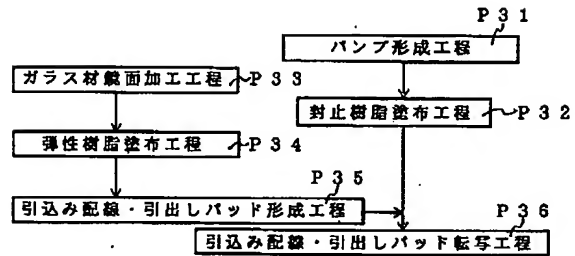 P31
バンプ形成工程
ガラス材鏡面加工工程
P33
封止樹脂塗布工程
P32
弾性樹脂塗布工程
P34
P35
引込み配線・引出しパッド形成工程
P36
引込み配線・引出しパッド転写工程